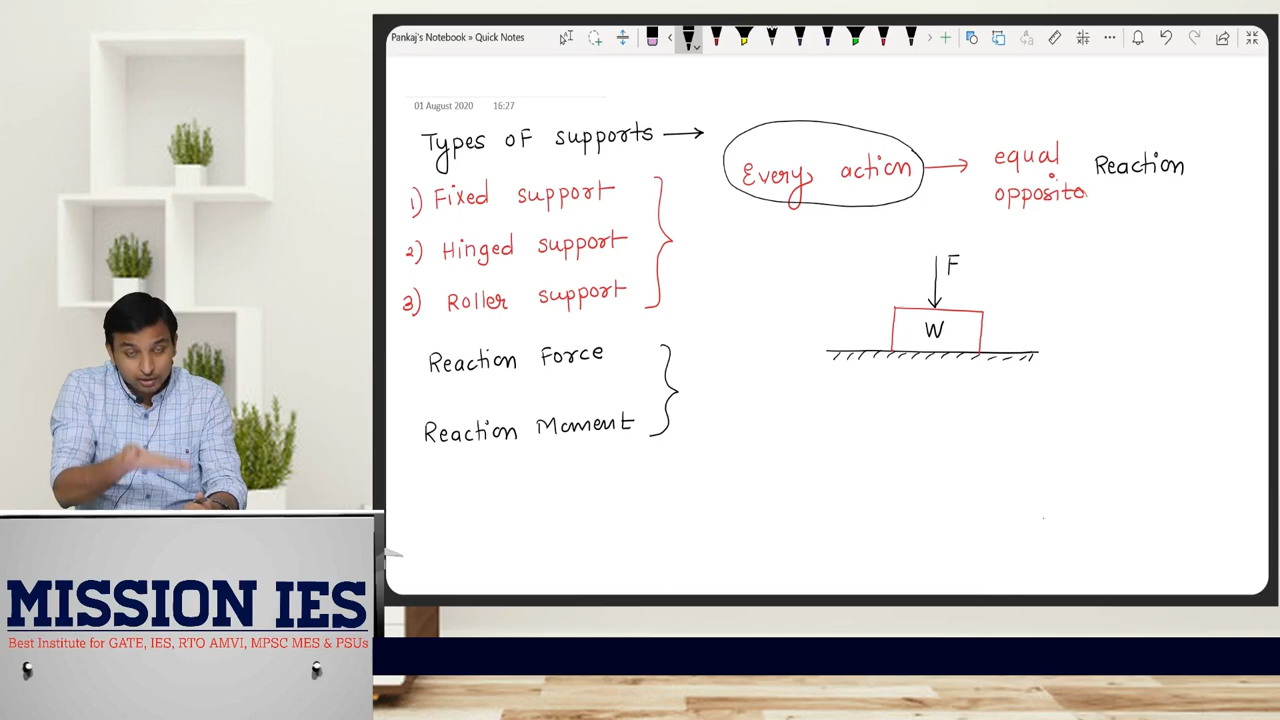 Pankaj's Notebook » Quick Notes
01 August 2020 16:27
Types of supports →
Every action → equal opposite Reaction
1) Fixed support
2) Hinged support
3) Roller support
F
W
Reaction Force
Reaction Moment
MISSION IES
Best Institute for GATE, IES, RTO AMVI, MPSC MES & PSUs